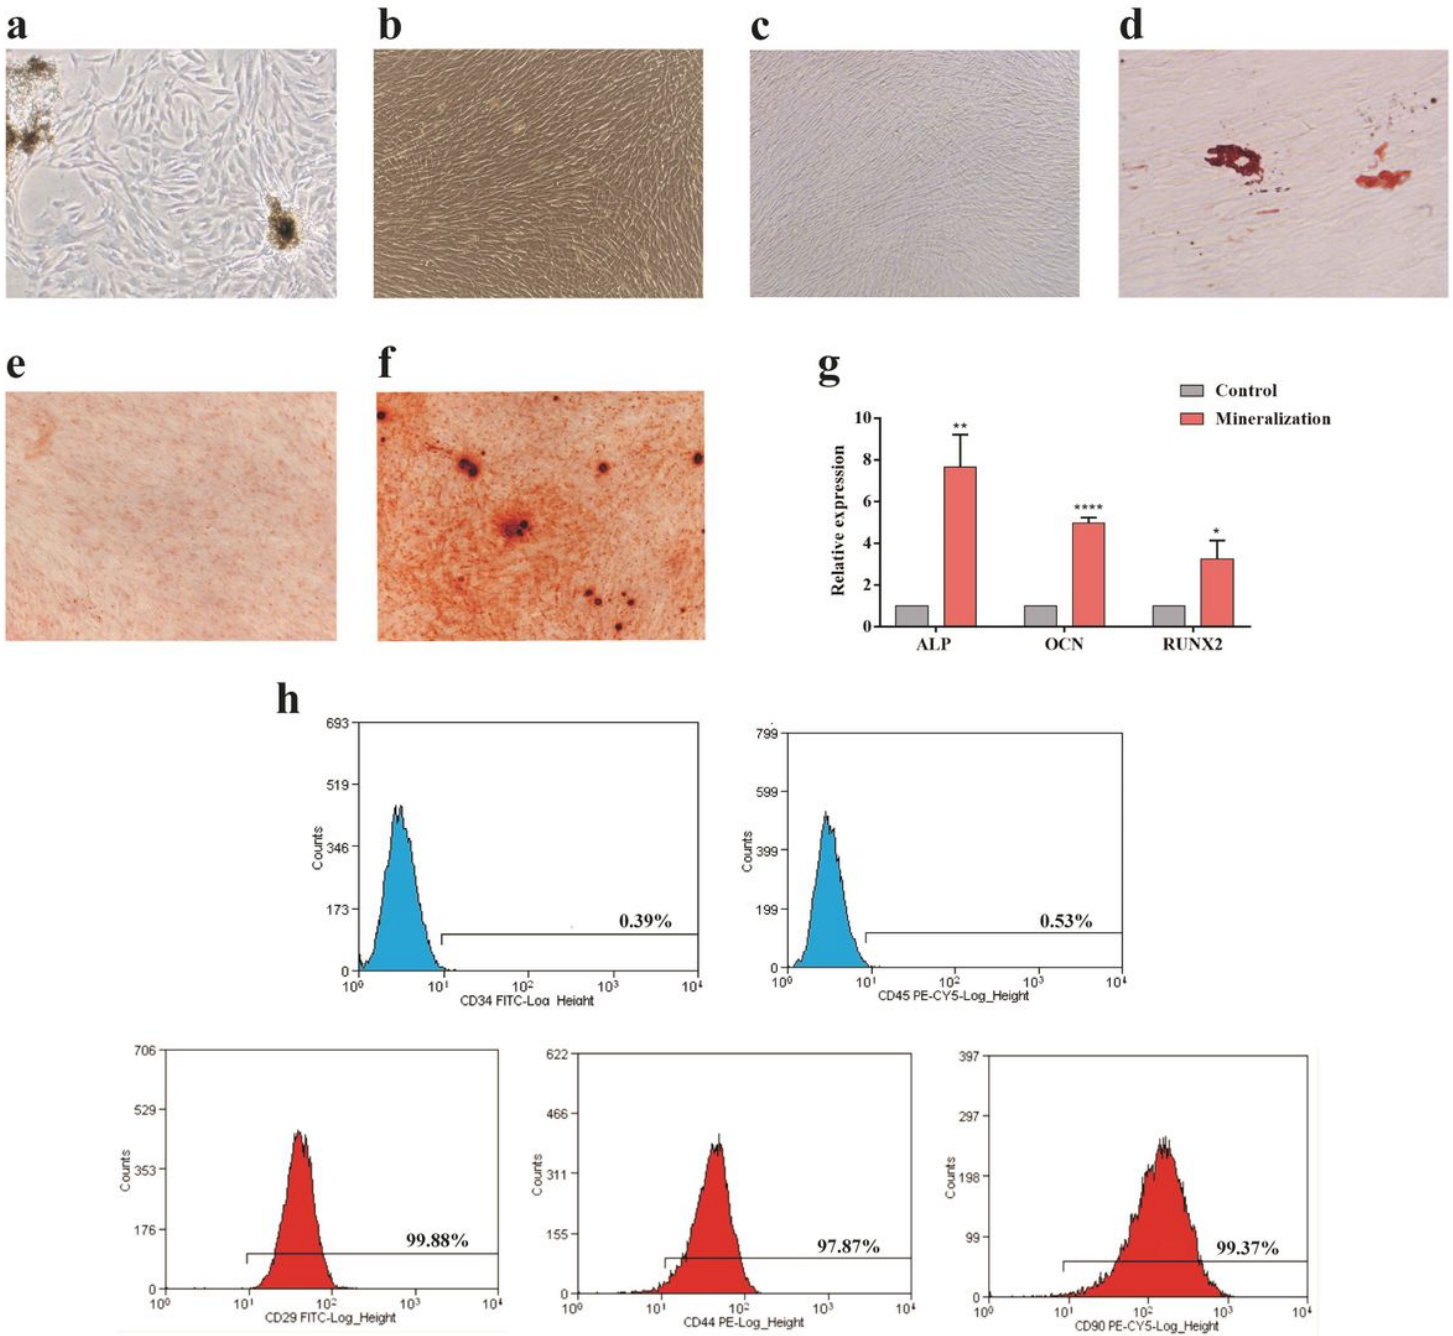 a
b
c
d
e
f
g
Control
Mineralization
10
8
6
4
2
0
Relative expression
**
****
*
ALP
OCN
RUNX2
h
693
519
346
173
0
Counts
0.39%
10⁰ 10¹ 10² 10³ 10⁴
CD34 FITC-Log Height
799
599
399
199
0
Counts
0.53%
10⁰ 10¹ 10² 10³ 10⁴
CD45 PE-CY5-Log_Height
706
529
353
176
0
Counts
99.88%
10⁰ 10¹ 10² 10³ 10⁴
CD29 FITC-Log_Height
622
466
311
155
0
Counts
97.87%
10⁰ 10¹ 10² 10³ 10⁴
CD44 PE-Log_Height
397
297
198
99
0
Counts
99.37%
10⁰ 10¹ 10² 10³ 10⁴
CD90 PE-CY5-Log_Height